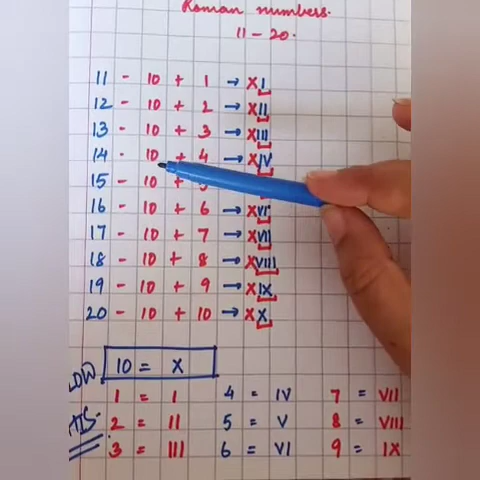 Roman numbers.
11 - 20.
11 - 10 + 1 → XI
12 - 10 + 2 → XII
13 - 10 + 3 → XIII
14 - 10 + 4 → XIV
15 - 10 +
16 - 10 + 6 → XVI
17 - 10 + 7 → XVII
18 - 10 + 8 → XVIII
19 - 10 + 9 → XIX
20 - 10 + 10 → XX
10 = X
1 = I 4 = IV 7 = VII
2 = II 5 = V 8 = VIII
3 = III 6 = VI 9 = IX